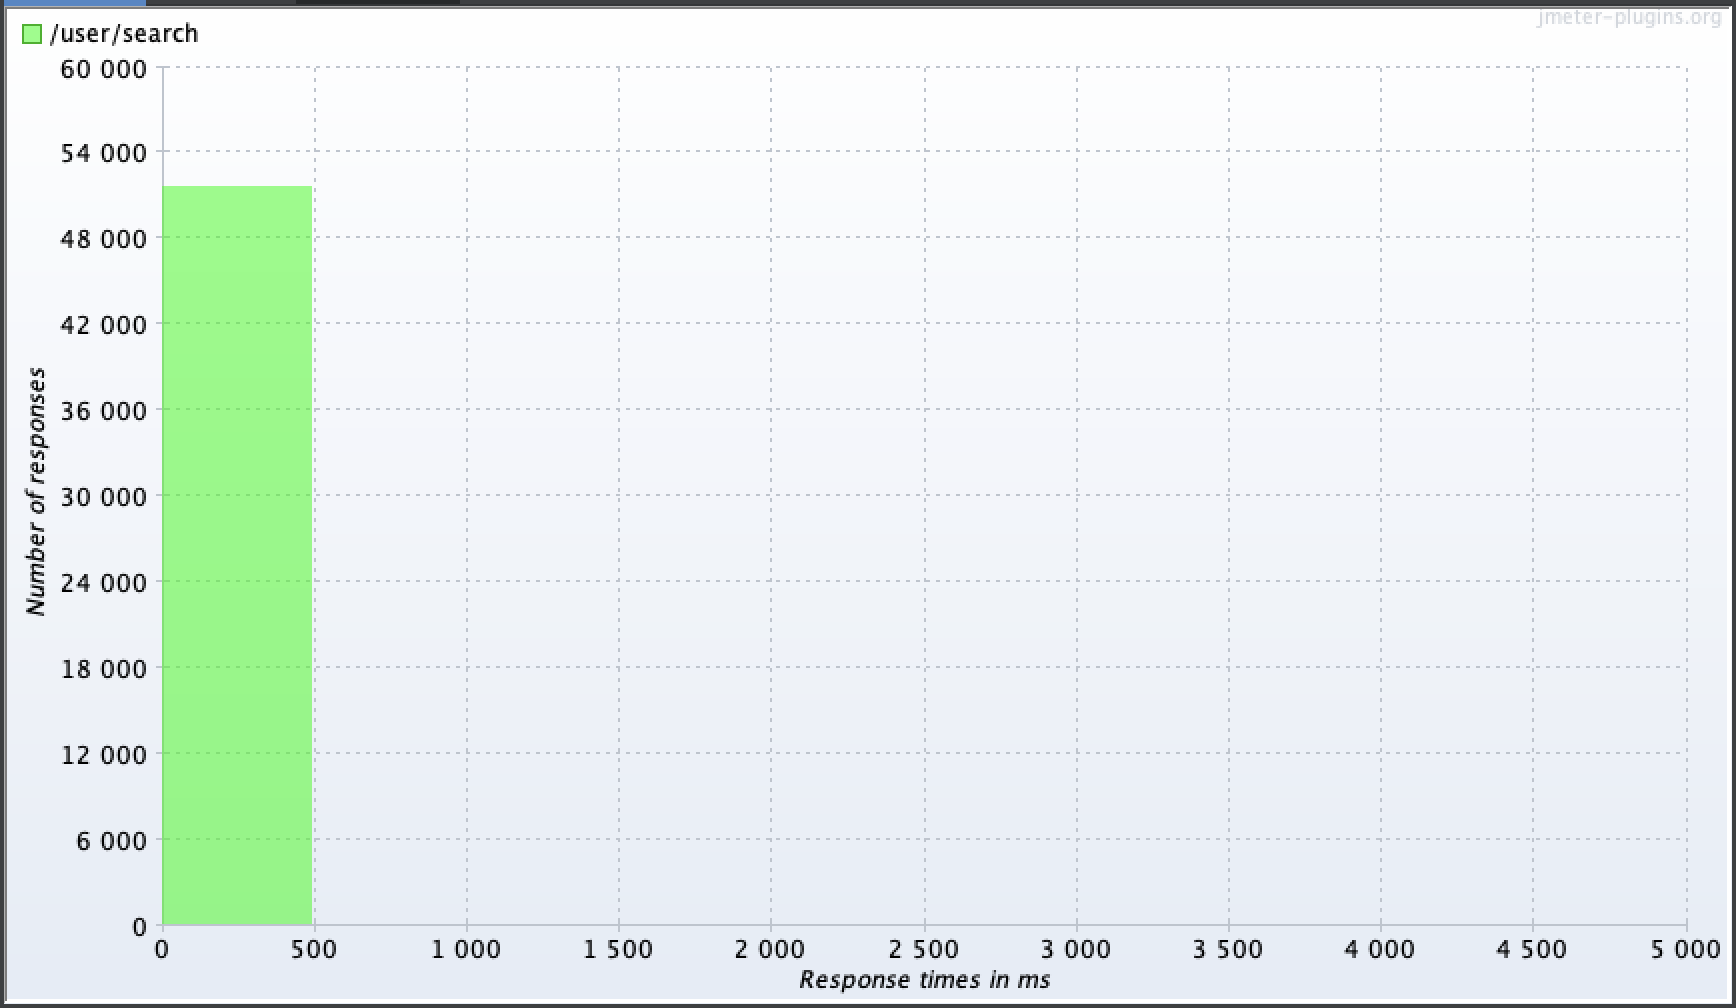 jmeter-plugins.org
/user/search
60 000
54 000
48 000
42 000
36 000
30 000
24 000
18 000
12 000
6 000
0
Number of responses
0 500 1 000 1 500 2 000 2 500 3 000 3 500 4 000 4 500 5 000
Response times in ms